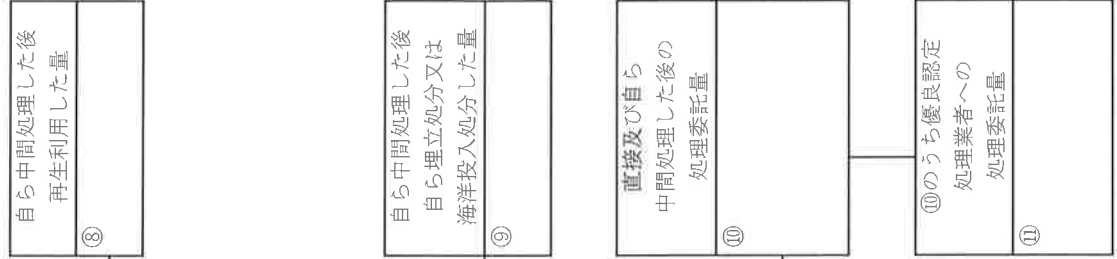 自ら中間処理した後
再生利用した量
⑧
自ら中間処理した後
自ら埋立処分又は
海洋投入処分した量
⑨
直接及び自ら
中間処理した後の
処理委託量
⑩
⑩のうち優良認定
処理業者への
処理委託量
⑪